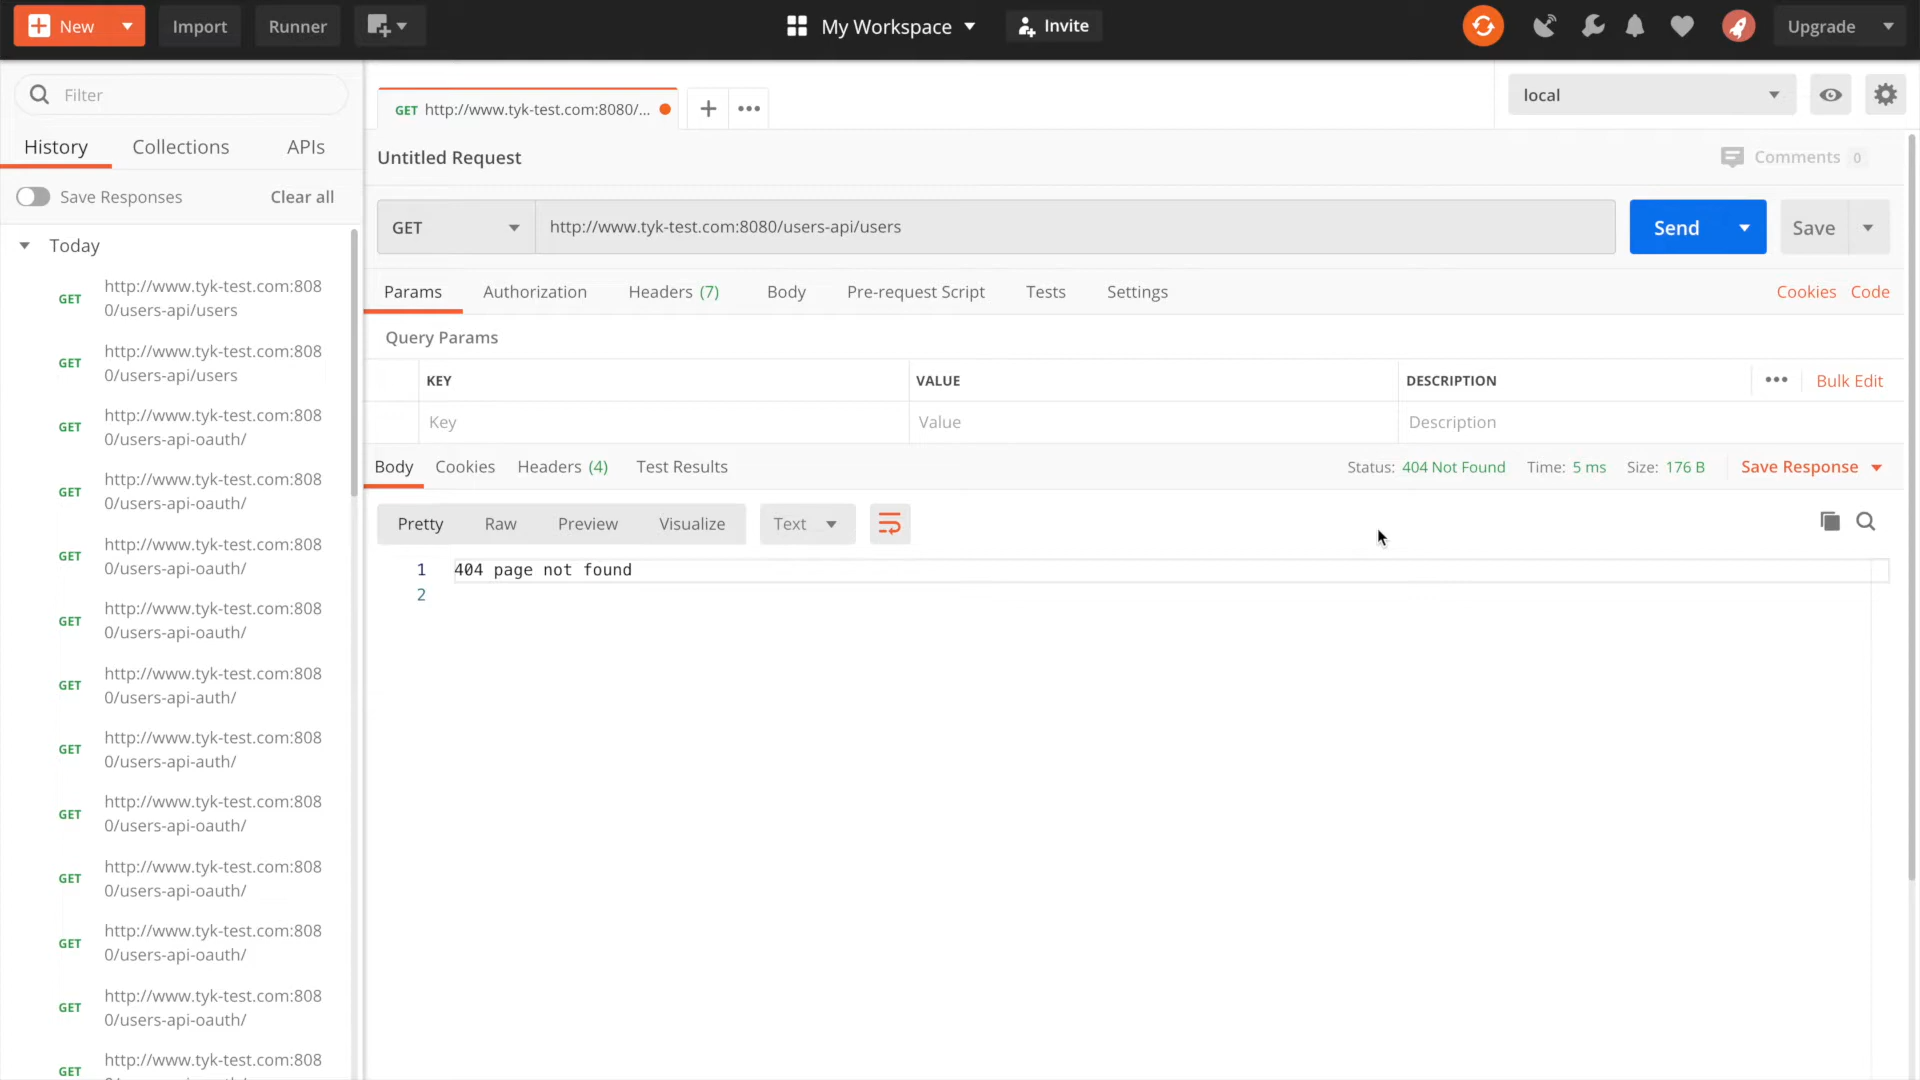 New
Import
Runner
My Workspace
Invite
Upgrade
Filter
GET http://www.tyk-test.com:8080/...
local
History
Collections
APIs
Untitled Request
Comments 0
Save Responses
Clear all
GET
http://www.tyk-test.com:8080/users-api/users
Send
Save
Today
GET
http://www.tyk-test.com:808
0/users-api/users
Params
Authorization
Headers (7)
Body
Pre-request Script
Tests
Settings
Cookies
Code
Query Params
GET
http://www.tyk-test.com:808
0/users-api/users
KEY
VALUE
DESCRIPTION
Bulk Edit
Key
Value
Description
GET
http://www.tyk-test.com:808
0/users-api-oauth/
Body
Cookies
Headers (4)
Test Results
Status: 404 Not Found
Time: 5 ms
Size: 176 B
Save Response
GET
http://www.tyk-test.com:808
0/users-api-oauth/
Pretty
Raw
Preview
Visualize
Text
1 404 page not found
2
GET
http://www.tyk-test.com:808
0/users-api-oauth/
GET
http://www.tyk-test.com:808
0/users-api-oauth/
GET
http://www.tyk-test.com:808
0/users-api-auth/
GET
http://www.tyk-test.com:808
0/users-api-auth/
GET
http://www.tyk-test.com:808
0/users-api-oauth/
GET
http://www.tyk-test.com:808
0/users-api-oauth/
GET
http://www.tyk-test.com:808
0/users-api-oauth/
GET
http://www.tyk-test.com:808
0/users-api-oauth/
GET
http://www.tyk-test.com:808